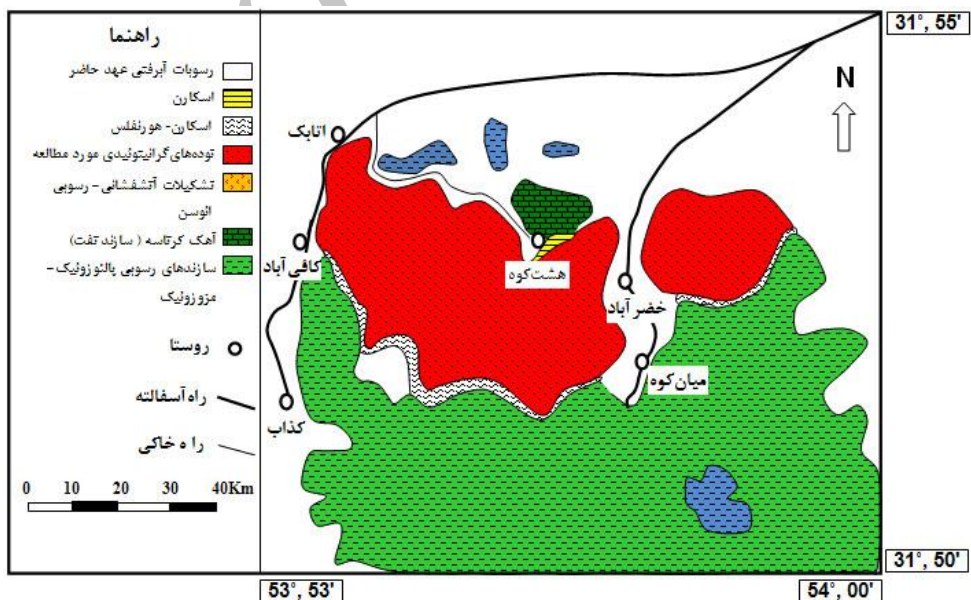 راهنما
رسوبات آبرفتی عهد حاضر
اسکارن
اسکارن- هورنفلس
توده‌های گرانیتوئیدی مورد مطالعه
تشکیلات آتشفشانی- رسوبی
ائوسن
آهک کرتاسه ( سازند تفت)
سازندهای رسوبی پالئوزوئیک-
مزوزوئیک
روستا
راه آسفالته
را ه خاکی
0 10 20 30 40Km
31°, 55'
N
اتابک
کافی آباد
هشت کوه
خضر آباد
میان کوه
کذاب
31°, 50'
53°, 53'
54°, 00'